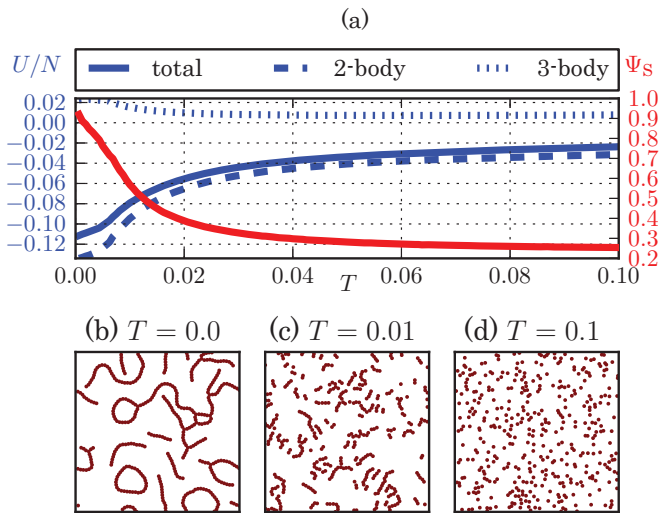 (a)
U/N
total
2-body
3-body
Ψ_S
0.02
0.00
−0.02
−0.04
−0.06
−0.08
−0.10
−0.12
1.0
0.9
0.8
0.7
0.6
0.5
0.4
0.3
0.2
0.00
0.02
0.04
0.06
0.08
0.10
T
(b) T = 0.0
(c) T = 0.01
(d) T = 0.1